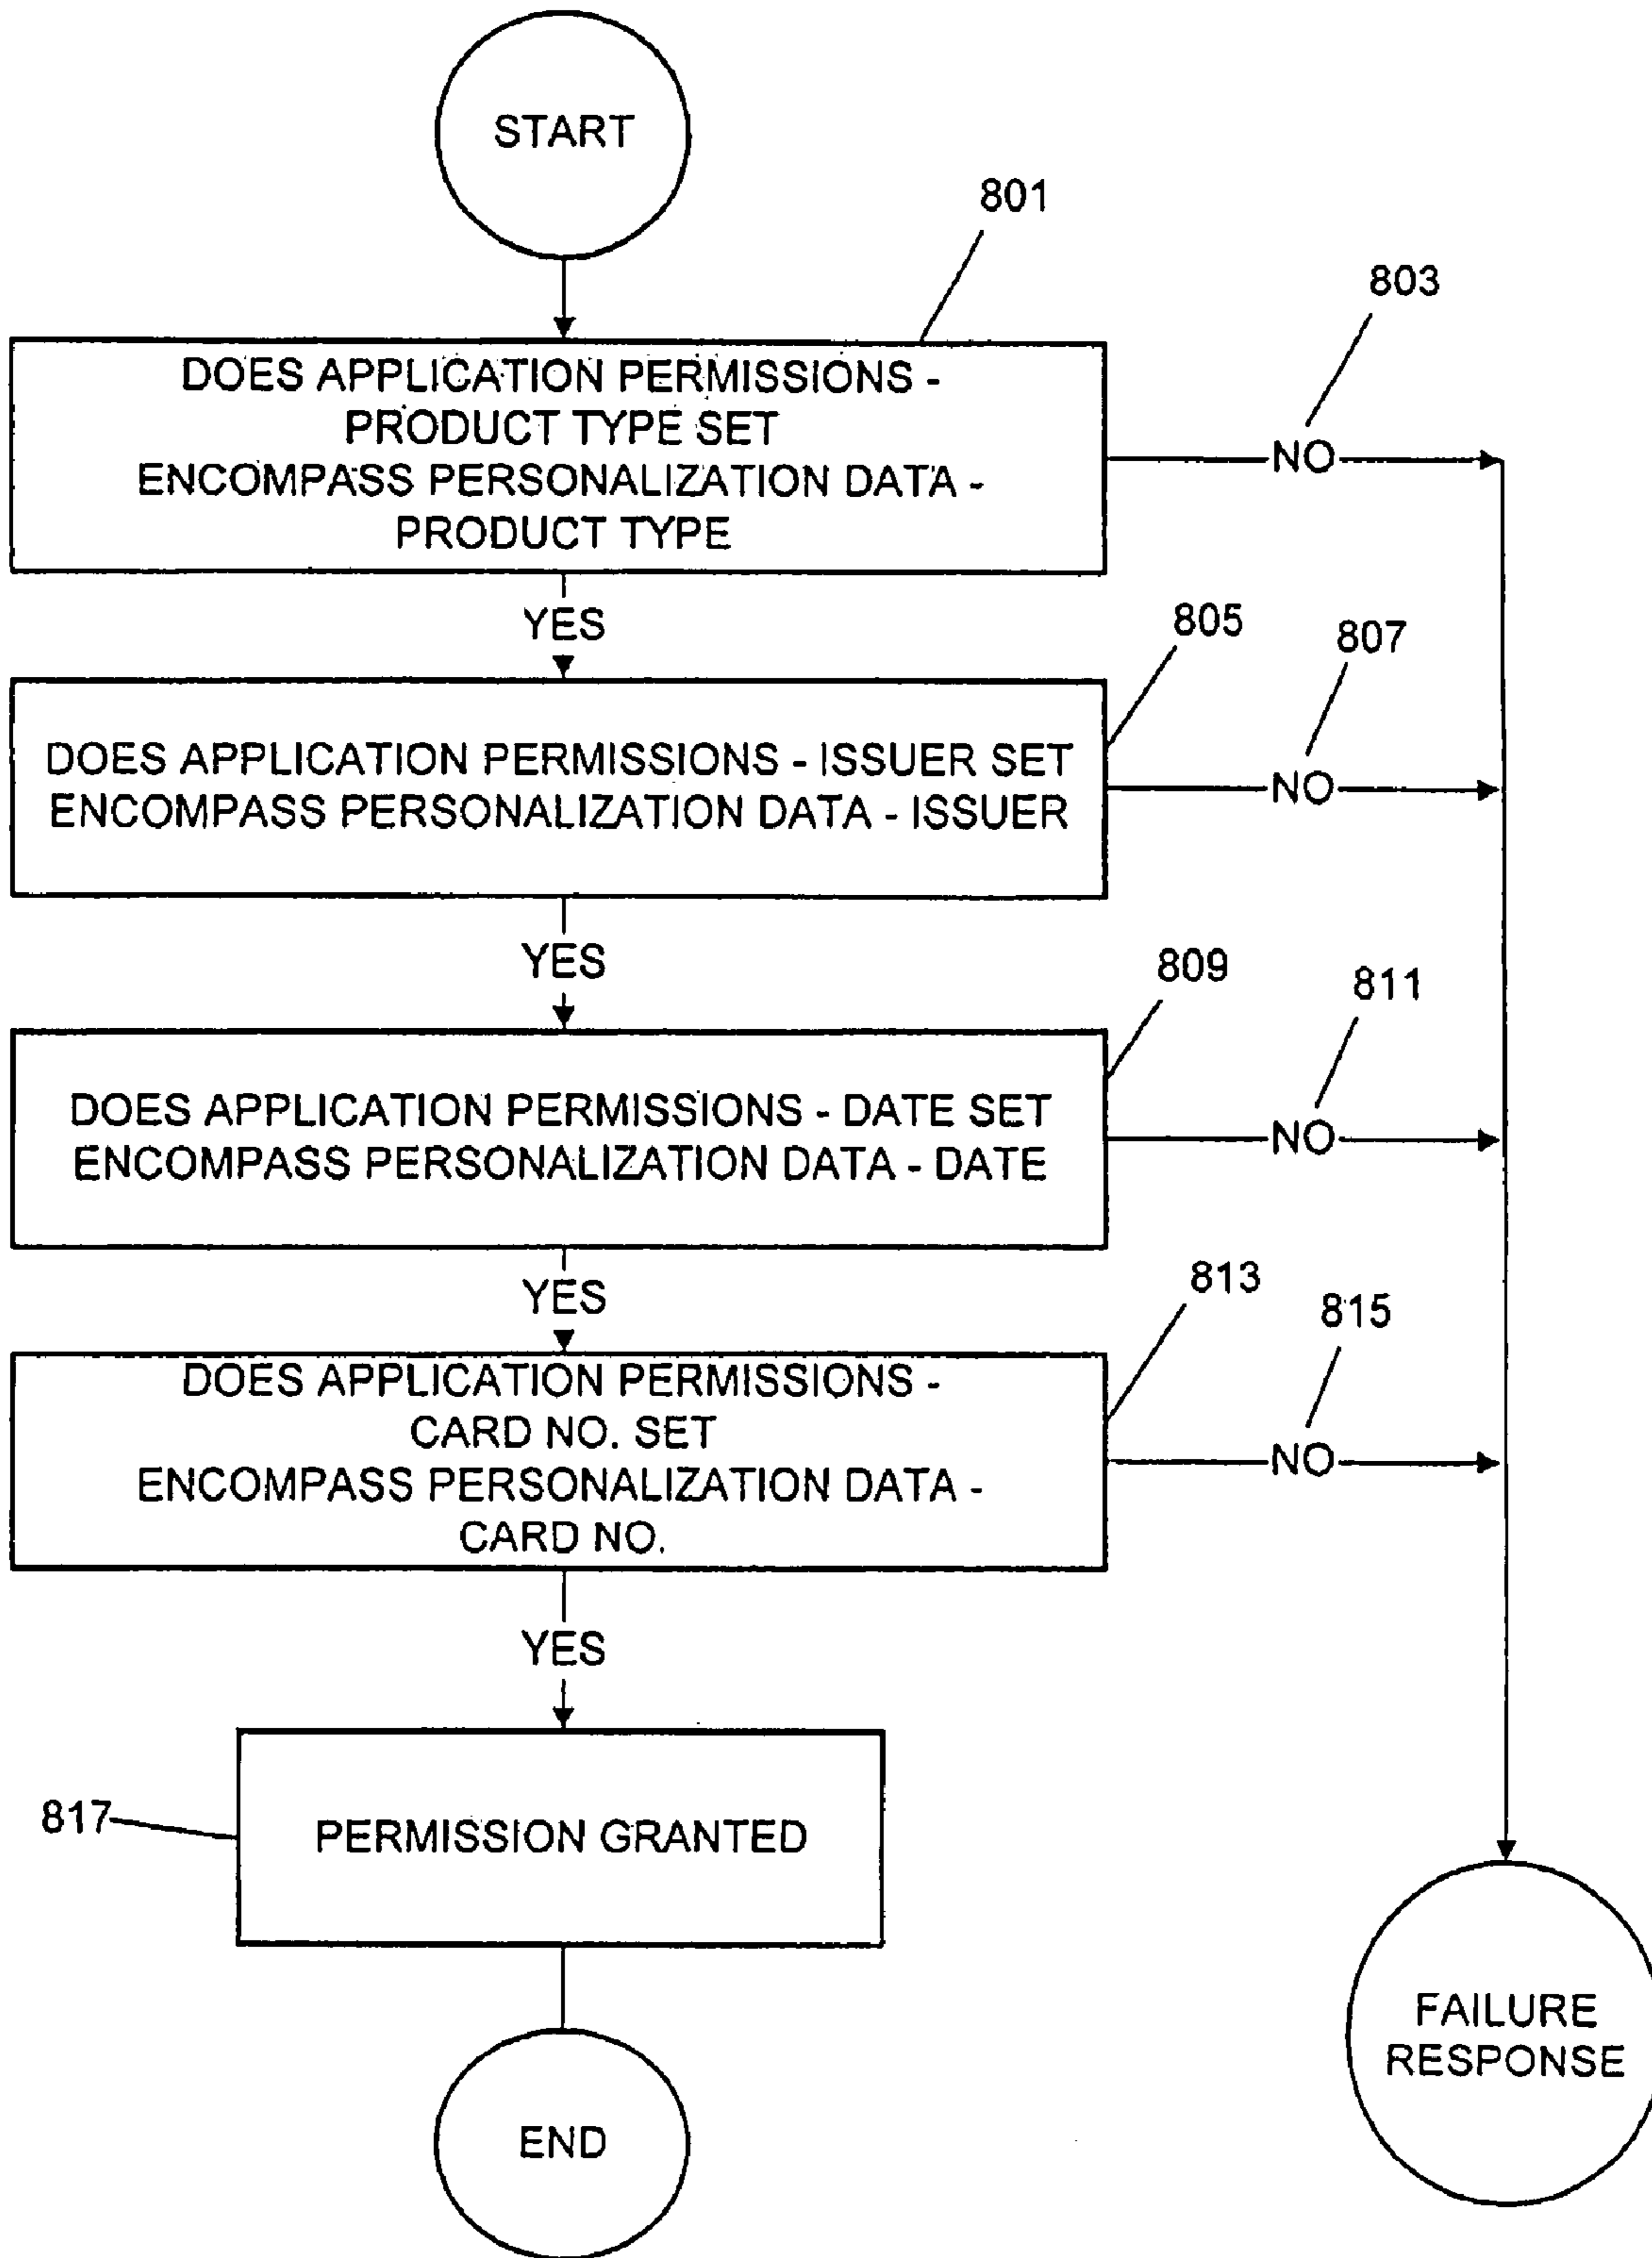 START
801
803
DOES APPLICATION PERMISSIONS -
PRODUCT TYPE SET
ENCOMPASS PERSONALIZATION DATA -
PRODUCT TYPE
NO
YES
805
807
DOES APPLICATION PERMISSIONS - ISSUER SET
ENCOMPASS PERSONALIZATION DATA - ISSUER
NO
YES
809
811
DOES APPLICATION PERMISSIONS - DATE SET
ENCOMPASS PERSONALIZATION DATA - DATE
NO
YES
813
815
DOES APPLICATION PERMISSIONS -
CARD NO. SET
ENCOMPASS PERSONALIZATION DATA -
CARD NO.
NO
YES
817
PERMISSION GRANTED
FAILURE
RESPONSE
END